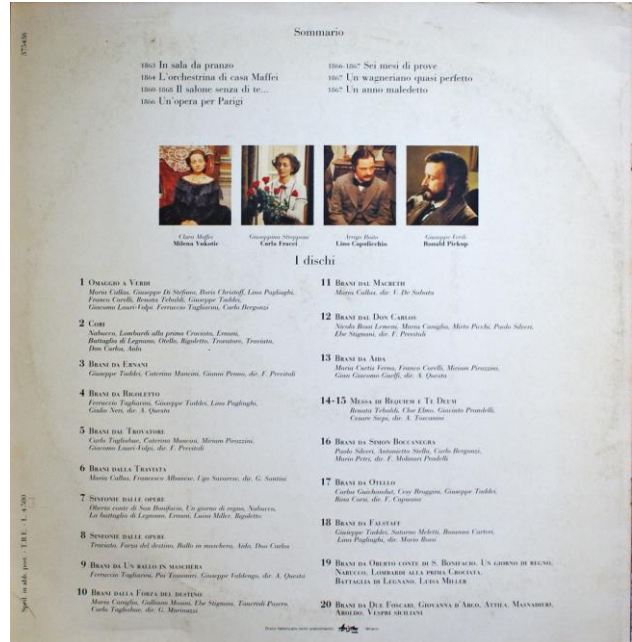 Sommario
1863 In sala da pranzo
1864 L'orchestrina di casa Maffei
1860-1868 Il salone senza di te...
1866 Un'opera per Parigi
1866-1867 Sei mesi di prove
1867 Un wagneriano quasi perfetto
1867 Un anno maledetto
Clara Maffei
Milena Vukotic
Giuseppina Strepponi
Carla Fracci
Arrigo Boito
Lino Capolicchio
Giuseppe Verdi
Ronald Pickup
I dischi
1 OMAGGIO A VERDI
Maria Callas, Giuseppe Di Stefano, Boris Christoff, Lina Pagliughi,
Franco Corelli, Renata Tebaldi, Giuseppe Taddei,
Giacomo Lauri-Volpi, Ferruccio Tagliavini, Carlo Bergonzi
2 CORI
Nabucco, Lombardi alla prima Crociata, Ernani,
Battaglia di Legnano, Otello, Rigoletto, Trovatore, Traviata,
Don Carlos, Aida
3 BRANI DA ERNANI
Giuseppe Taddei, Caterina Mancini, Gianni Penno, dir. F. Previtali
4 BRANI DA RIGOLETTO
Ferruccio Tagliavini, Giuseppe Taddei, Lina Pagliughi,
Giulio Neri, dir. A. Questa
5 BRANI DAL TROVATORE
Carlo Tagliabue, Caterina Mancini, Miriam Pirazzini,
Giacomo Lauri-Volpi, dir. F. Previtali
6 BRANI DALLA TRAVIATA
Maria Callas, Francesco Albanese, Ugo Savarese, dir. G. Santini
7 SINFONIE DALLE OPERE
Oberto conte di San Bonifacio, Un giorno di regno, Nabucco,
La battaglia di Legnano, Ernani, Luisa Miller, Rigoletto
8 SINFONIE DALLE OPERE
Traviata, Forza del destino, Ballo in maschera, Aida, Don Carlos
9 BRANI DA UN BALLO IN MASCHERA
Ferruccio Tagliavini, Pia Tassinari, Giuseppe Valdengo, dir. A. Questa
10 BRANI DALLA FORZA DEL DESTINO
Maria Caniglia, Galliano Masini, Ebe Stignani, Tancredi Pasero,
Carlo Tagliabue, dir. G. Marinuzzi
11 BRANI DAL MACBETH
Maria Callas, dir. V. De Sabata
12 BRANI DAL DON CARLOS
Nicola Rossi Lemeni, Maria Caniglia, Mirto Picchi, Paolo Silveri,
Ebe Stignani, dir. F. Previtali
13 BRANI DA AIDA
Maria Curtis Verna, Franco Corelli, Miriam Pirazzini,
Gian Giacomo Guelfi, dir. A. Questa
14-15 MESSA DI REQUIEM E TE DEUM
Renata Tebaldi, Cloe Elmo, Giacinto Prandelli,
Cesare Siepi, dir. A. Toscanini
16 BRANI DA SIMON BOCCANEGRA
Paolo Silveri, Antonietta Stella, Carlo Bergonzi,
Mario Petri, dir. F. Molinari Pradelli
17 BRANI DA OTELLO
Carlos Guichandut, Cesy Broggini, Giuseppe Taddei,
Rina Corsi, dir. F. Capuana
18 BRANI DA FALSTAFF
Giuseppe Taddei, Saturno Meletti, Rosanna Carteri,
Lina Pagliughi, dir. Mario Rossi
19 BRANI DA OBERTO CONTE DI S. BONIFACIO, UN GIORNO DI REGNO,
NABUCCO, LOMBARDI ALLA PRIMA CROCIATA,
BATTAGLIA DI LEGNANO, LUISA MILLER
20 BRANI DA DUE FOSCARI, GIOVANNA D'ARCO, ATTILA, MASNADIERI,
AROLDO, VESPRI SICILIANI
Sped. in abb. post. - T.R.E. - L. 4.500